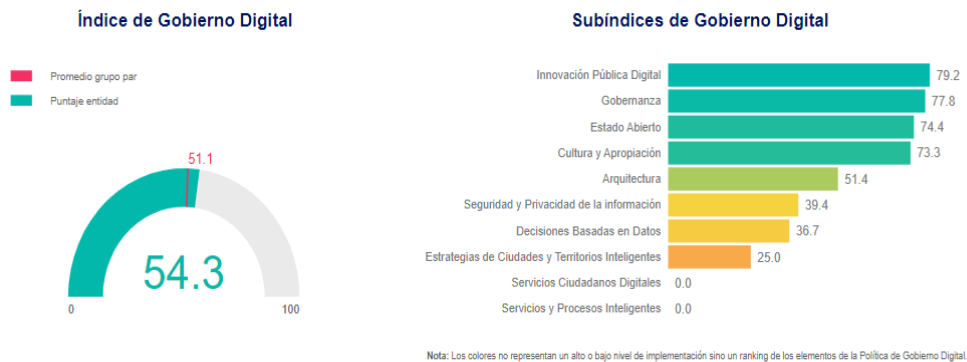 Índice de Gobierno Digital
Promedio grupo par
Puntaje entidad
51.1
54.3
0
100
Subíndices de Gobierno Digital
Innovación Pública Digital 79.2
Gobernanza 77.8
Estado Abierto 74.4
Cultura y Apropiación 73.3
Arquitectura 51.4
Seguridad y Privacidad de la información 39.4
Decisiones Basadas en Datos 36.7
Estrategias de Ciudades y Territorios Inteligentes 25.0
Servicios Ciudadanos Digitales 0.0
Servicios y Procesos Inteligentes 0.0
Nota: Los colores no representan un alto o bajo nivel de implementación sino un ranking de los elementos de la Política de Gobierno Digital.